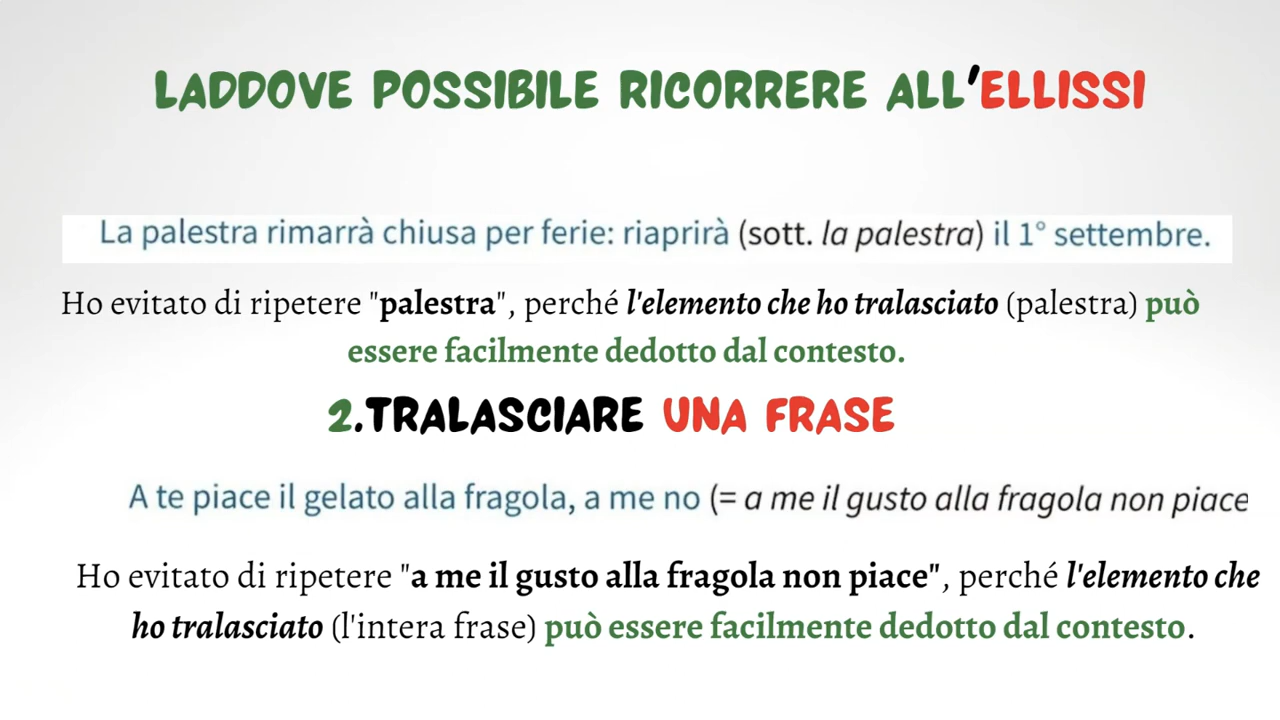 LADDOVE POSSIBILE RICORRERE ALL'ELLISSI
La palestra rimarrà chiusa per ferie: riaprirà (sott. la palestra) il 1° settembre.
Ho evitato di ripetere "palestra", perché l'elemento che ho tralasciato (palestra) può
essere facilmente dedotto dal contesto.
2.TRALASCIARE UNA FRASE
A te piace il gelato alla fragola, a me no (= a me il gusto alla fragola non piace
Ho evitato di ripetere "a me il gusto alla fragola non piace", perché l'elemento che
ho tralasciato (l'intera frase) può essere facilmente dedotto dal contesto.